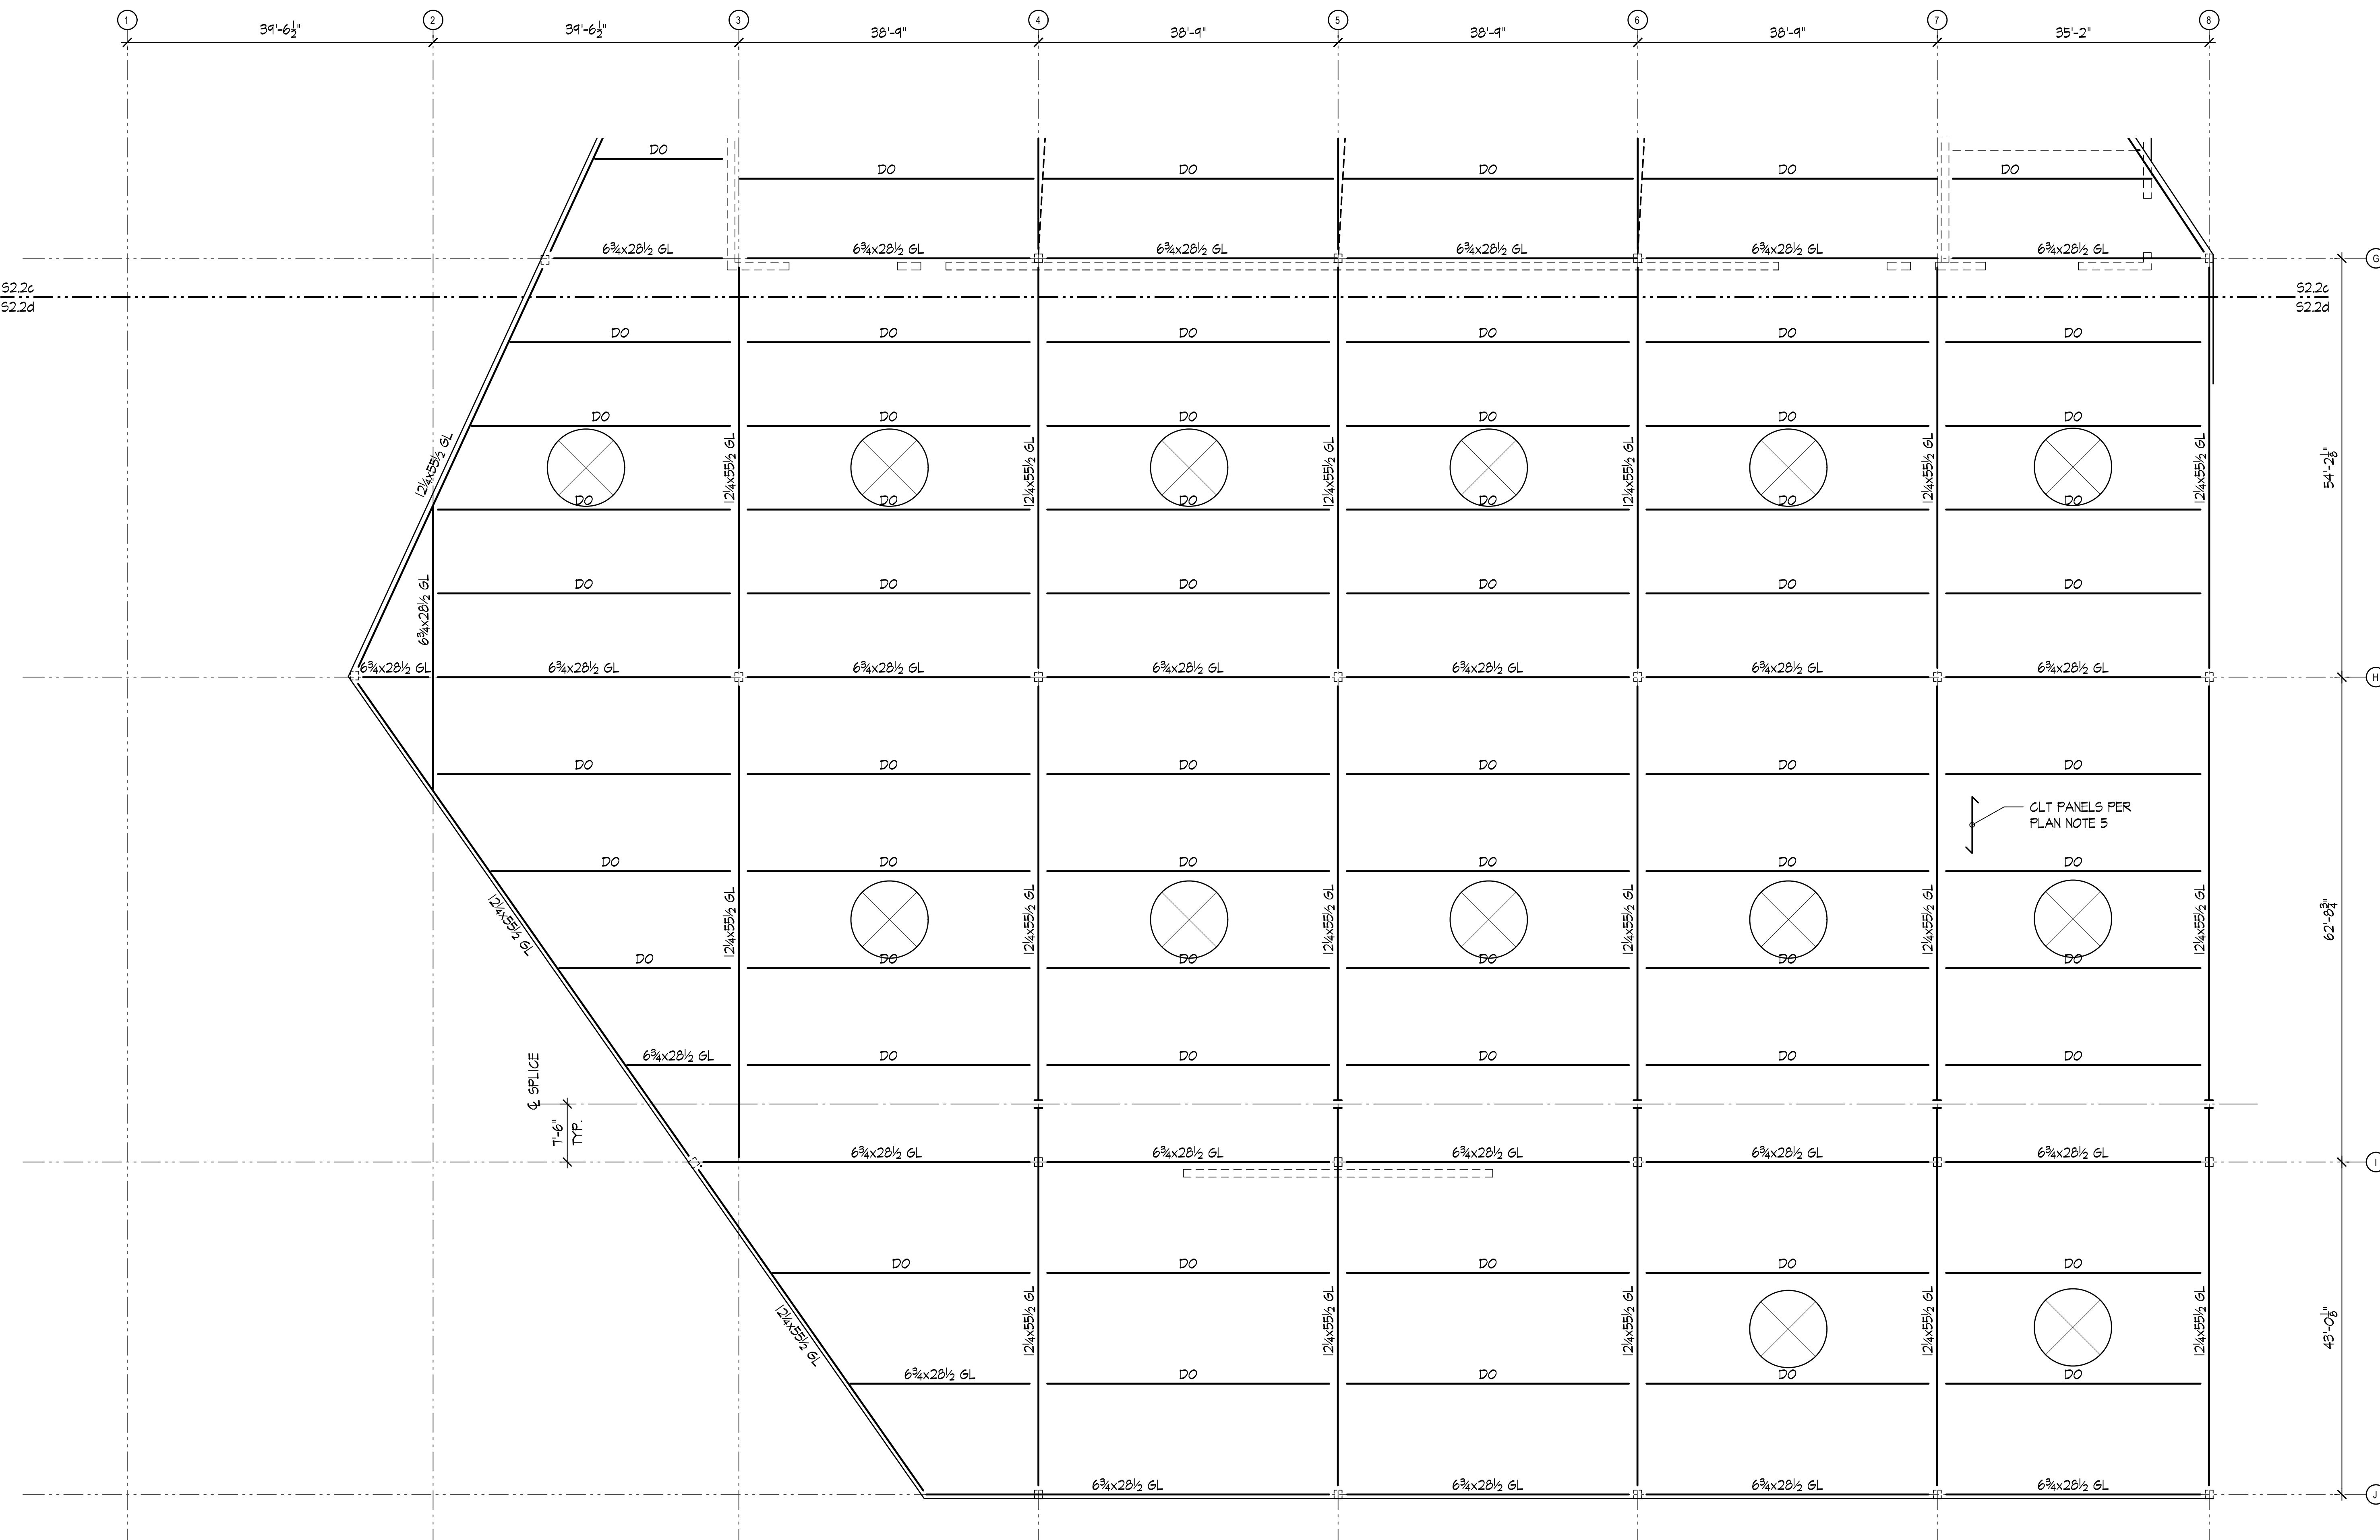 1 2 3 4 5 6 7 8
39'-6½" 39'-6½" 38'-9" 38'-9" 38'-9" 38'-9" 35'-2"
DO
DO DO DO DO DO
6¾x28½ GL 6¾x28½ GL 6¾x28½ GL 6¾x28½ GL 6¾x28½ GL 6¾x28½ GL G
S2.2c S2.2c
S2.2d S2.2d
DO DO DO DO DO DO
DO DO DO DO DO DO
12¼x55½ GL 12¼x55½ GL 12¼x55½ GL 12¼x55½ GL 12¼x55½ GL 12¼x55½ GL 12¼x55½ GL 54'-2⅛"
DO DO DO DO DO DO
DO DO DO DO DO DO
6¾x28½ GL
6¾x28½ GL 6¾x28½ GL 6¾x28½ GL 6¾x28½ GL 6¾x28½ GL 6¾x28½ GL 6¾x28½ GL H
DO DO DO DO DO DO
CLT PANELS PER
PLAN NOTE 5
DO DO DO DO DO DO
12¼x55½ GL 12¼x55½ GL 12¼x55½ GL 12¼x55½ GL 12¼x55½ GL 12¼x55½ GL 12¼x55½ GL 62'-8¾"
DO DO DO DO DO DO
6¾x28½ GL DO DO DO DO DO
℄ SPLICE
7'-6"
TYP.
6¾x28½ GL 6¾x28½ GL 6¾x28½ GL 6¾x28½ GL 6¾x28½ GL I
DO DO DO DO DO
12¼x55½ GL 12¼x55½ GL 12¼x55½ GL 12¼x55½ GL 12¼x55½ GL 12¼x55½ GL 43'-0⅛"
6¾x28½ GL DO DO DO DO
6¾x28½ GL 6¾x28½ GL 6¾x28½ GL 6¾x28½ GL J